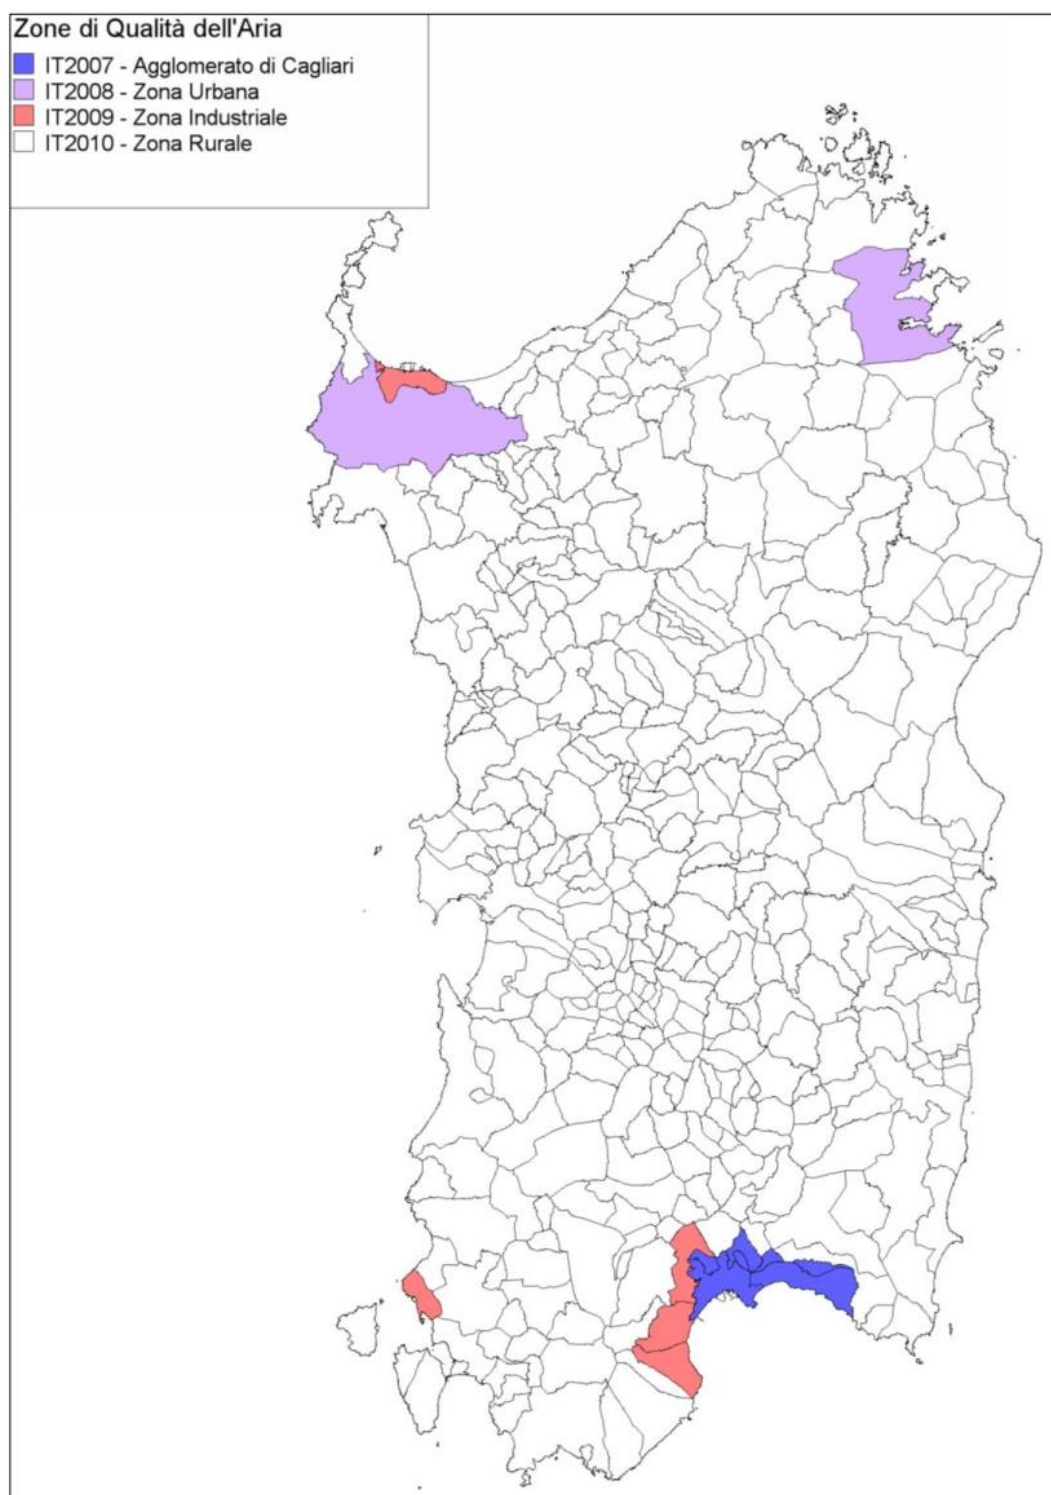 Zone di Qualità dell'Aria
IT2007 - Agglomerato di Cagliari
IT2008 - Zona Urbana
IT2009 - Zona Industriale
IT2010 - Zona Rurale